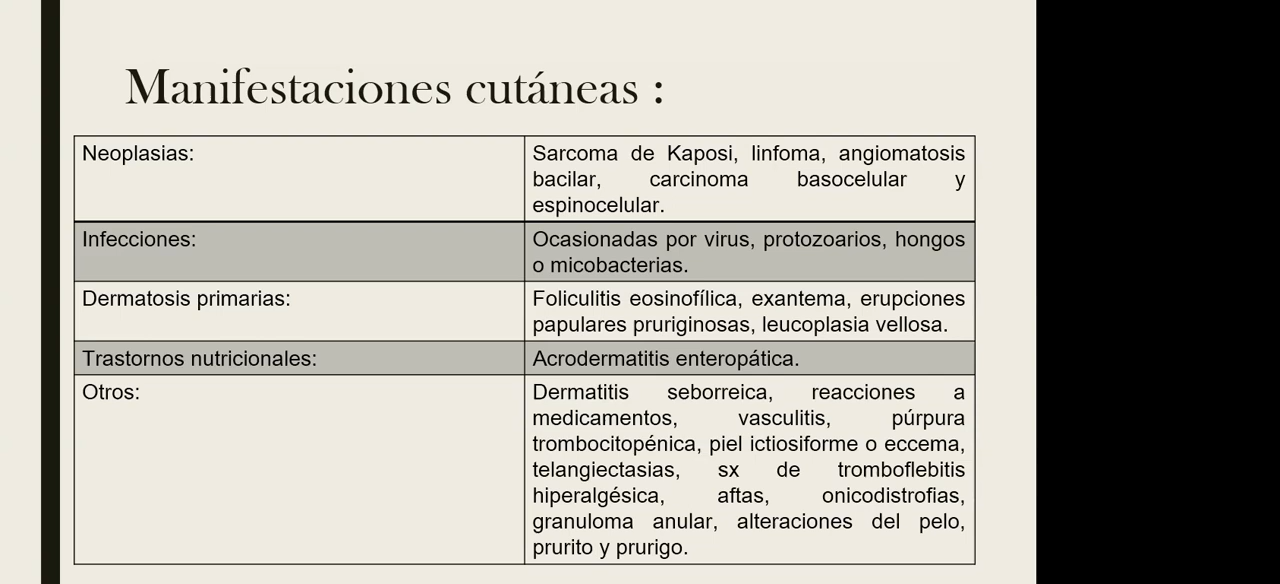 Manifestaciones cutáneas :
Neoplasias:
Sarcoma de Kaposi, linfoma, angiomatosis
bacilar, carcinoma basocelular y
espinocelular.
Infecciones:
Ocasionadas por virus, protozoarios, hongos
o micobacterias.
Dermatosis primarias:
Foliculitis eosinofílica, exantema, erupciones
papulares pruriginosas, leucoplasia vellosa.
Trastornos nutricionales:
Acrodermatitis enteropática.
Otros:
Dermatitis seborreica, reacciones a
medicamentos, vasculitis, púrpura
trombocitopénica, piel ictiosiforme o eccema,
telangiectasias, sx de tromboflebitis
hiperalgésica, aftas, onicodistrofias,
granuloma anular, alteraciones del pelo,
prurito y prurigo.